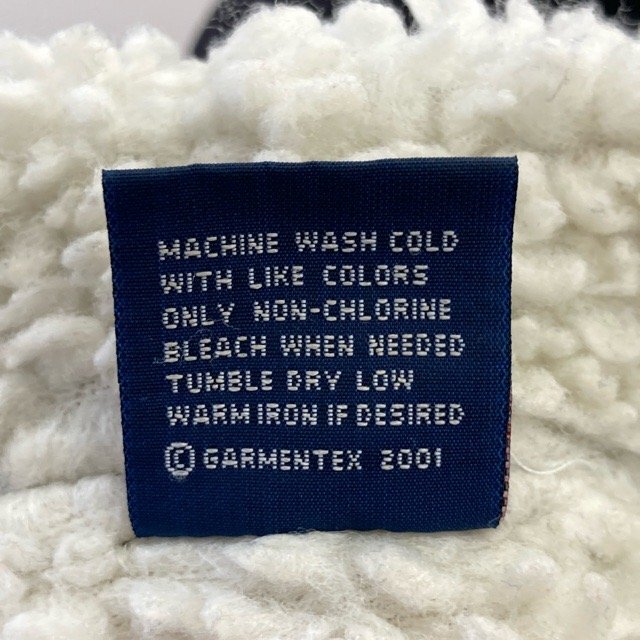 MACHINE WASH COLD
WITH LIKE COLORS
ONLY NON-CHLORINE
BLEACH WHEN NEEDED
TUMBLE DRY LOW
WARM IRON IF DESIRED
© GARMENTEX 2001